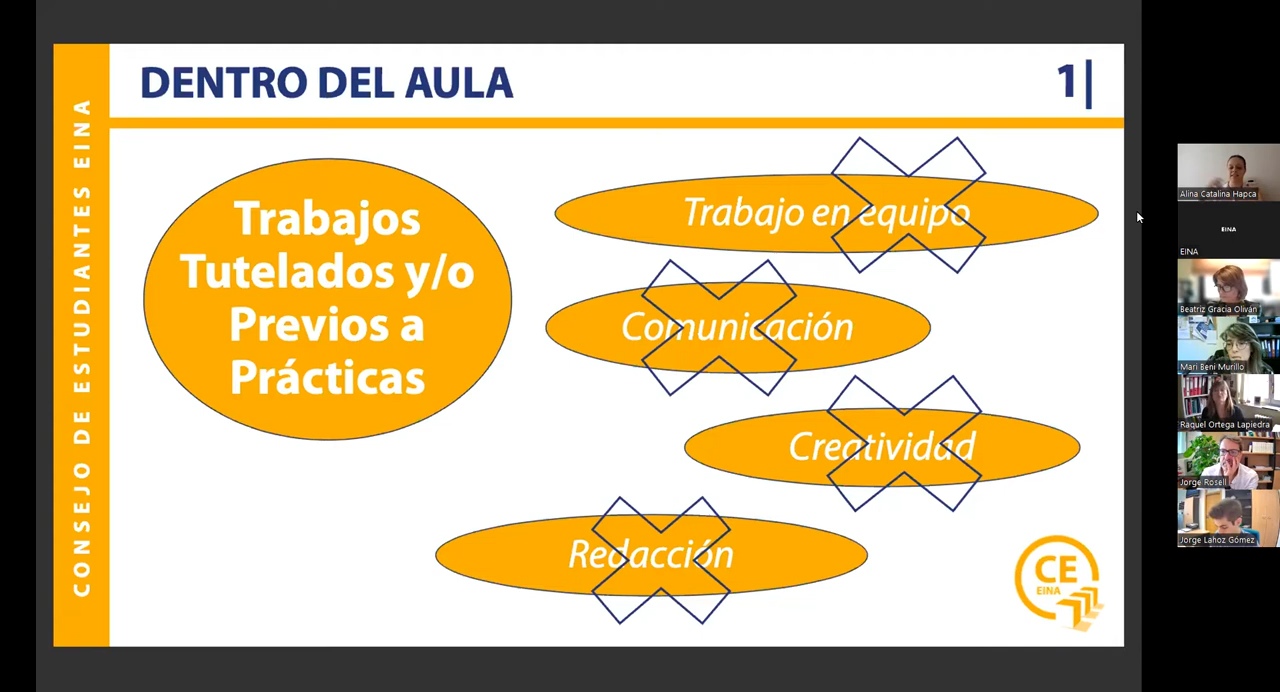 DENTRO DEL AULA
1|
CONSEJO DE ESTUDIANTES EINA
Trabajos
Tutelados y/o
Previos a
Prácticas
Trabajo en equipo
Comunicación
Creatividad
Redacción
CE
EINA
Alina Catalina Hapca
EINA
EINA
Beatriz Gracia Oliván
Mari Beni Murillo
Raquel Ortega Lapiedra
Jorge Rosell
Jorge Lahoz Gómez